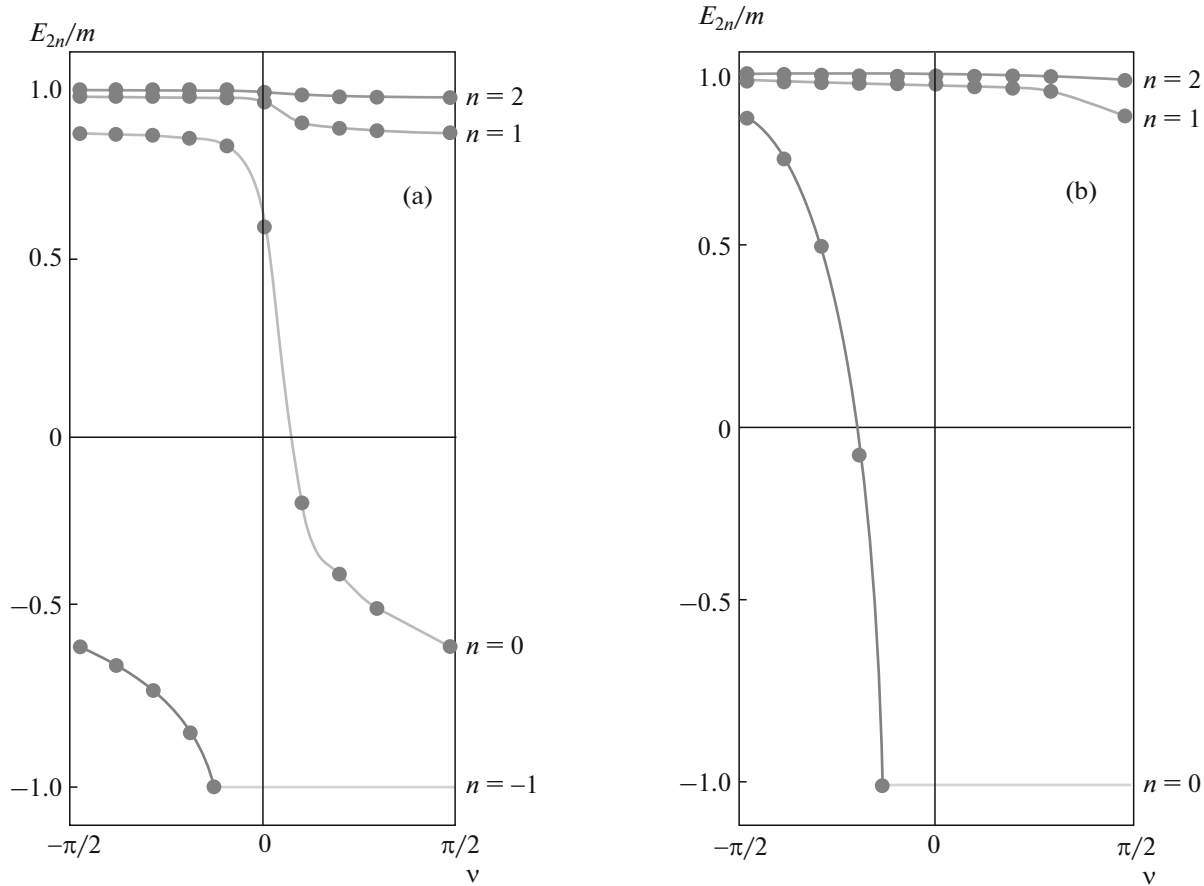 E₂ₙ/m
1.0
n = 2
n = 1
(a)
0.5
0
−0.5
n = 0
−1.0
n = −1
−π/2
0
π/2
ν
E₂ₙ/m
1.0
n = 2
n = 1
(b)
0.5
0
−0.5
−1.0
n = 0
−π/2
0
π/2
ν